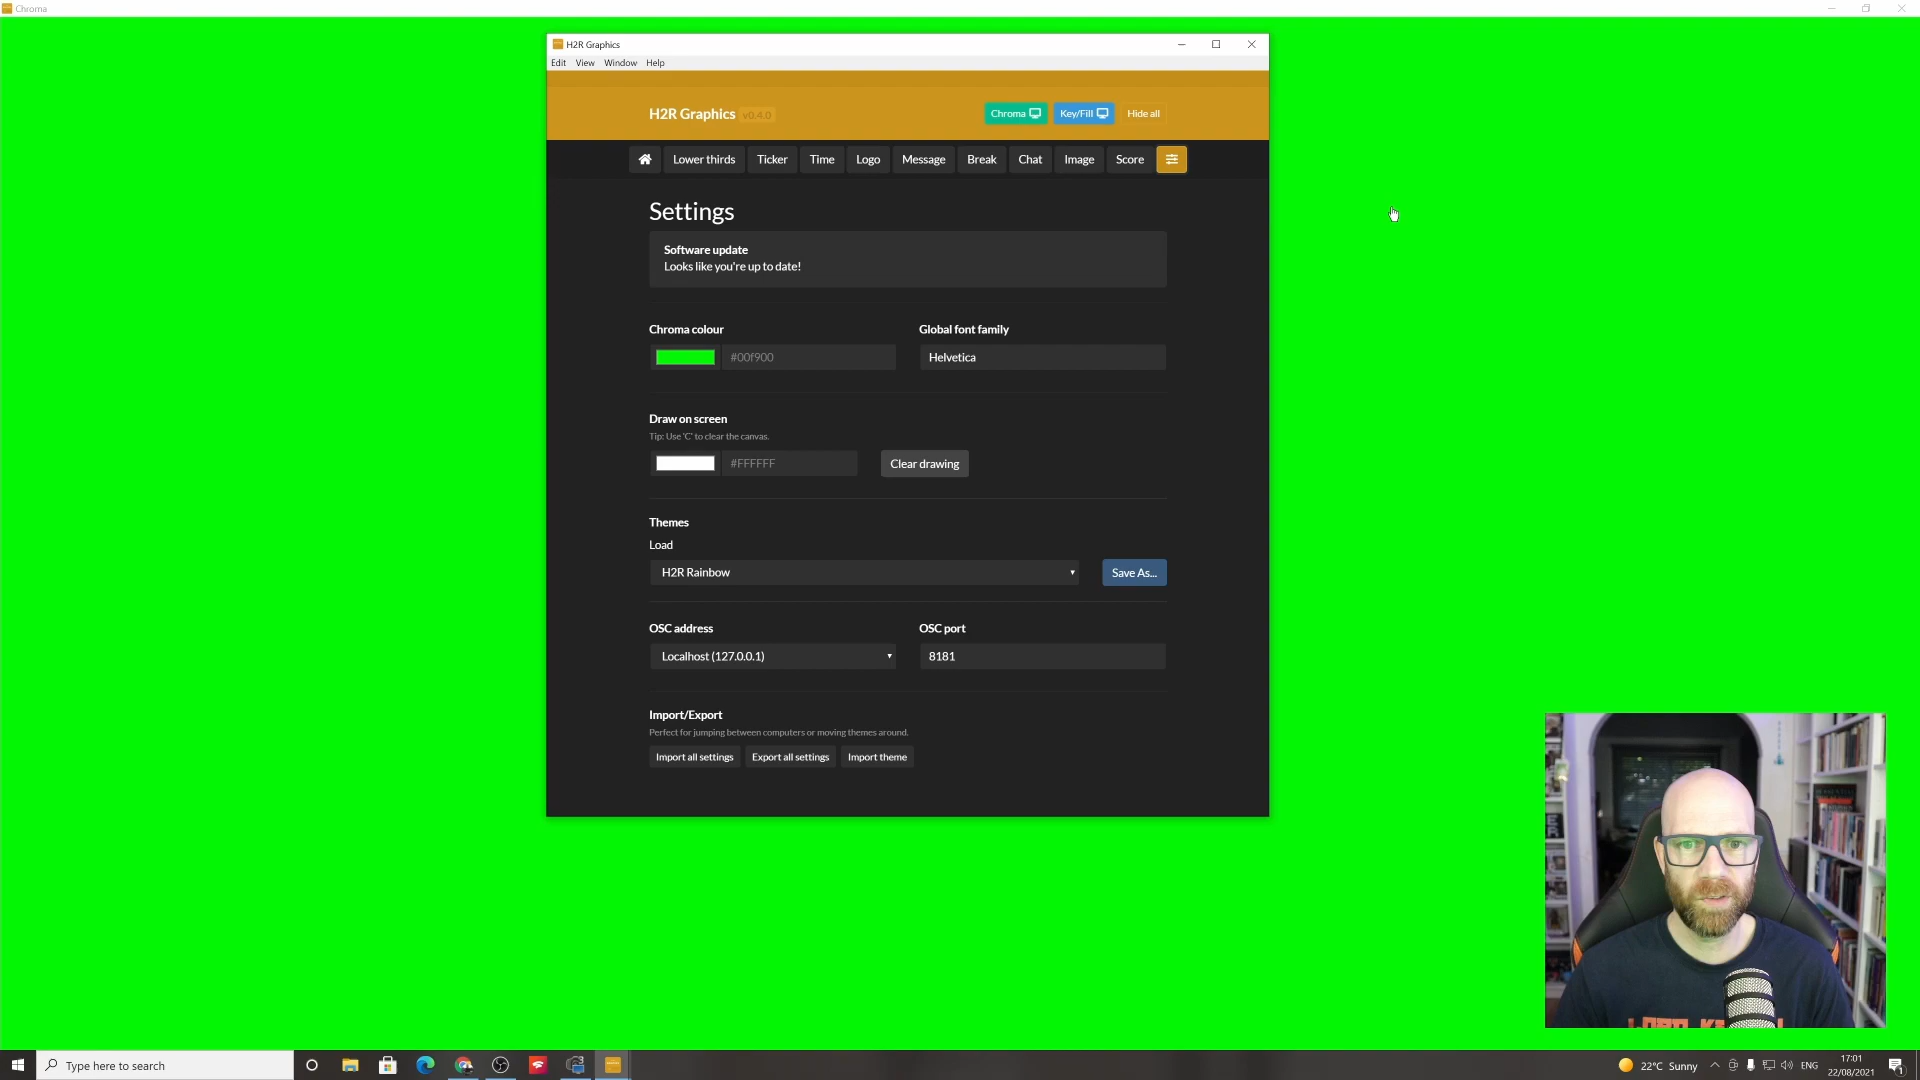 Chroma
H2R Graphics
Edit View Window Help
H2R Graphics v0.4.0
Chroma Key/Fill Hide all
Lower thirds Ticker Time Logo Message Break Chat Image Score
Settings
Software update
Looks like you're up to date!
Chroma colour Global font family
#00f900 Helvetica
Draw on screen
Tip: Use 'C' to clear the canvas.
#FFFFFF Clear drawing
Themes
Load
H2R Rainbow Save As...
OSC address OSC port
Localhost (127.0.0.1) 8181
Import/Export
Perfect for jumping between computers or moving themes around.
Import all settings Export all settings Import theme
Type here to search
22°C Sunny ENG
17:01
22/08/2021